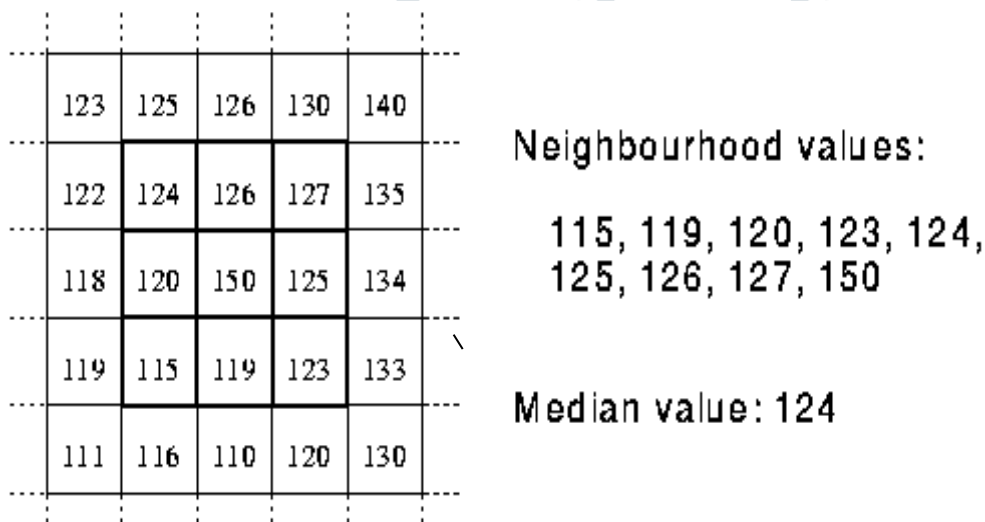 123 125 126 130 140
122 124 126 127 135
118 120 150 125 134
119 115 119 123 133
111 116 110 120 130
Neighbourhood values:
115, 119, 120, 123, 124,
125, 126, 127, 150
Median value: 124